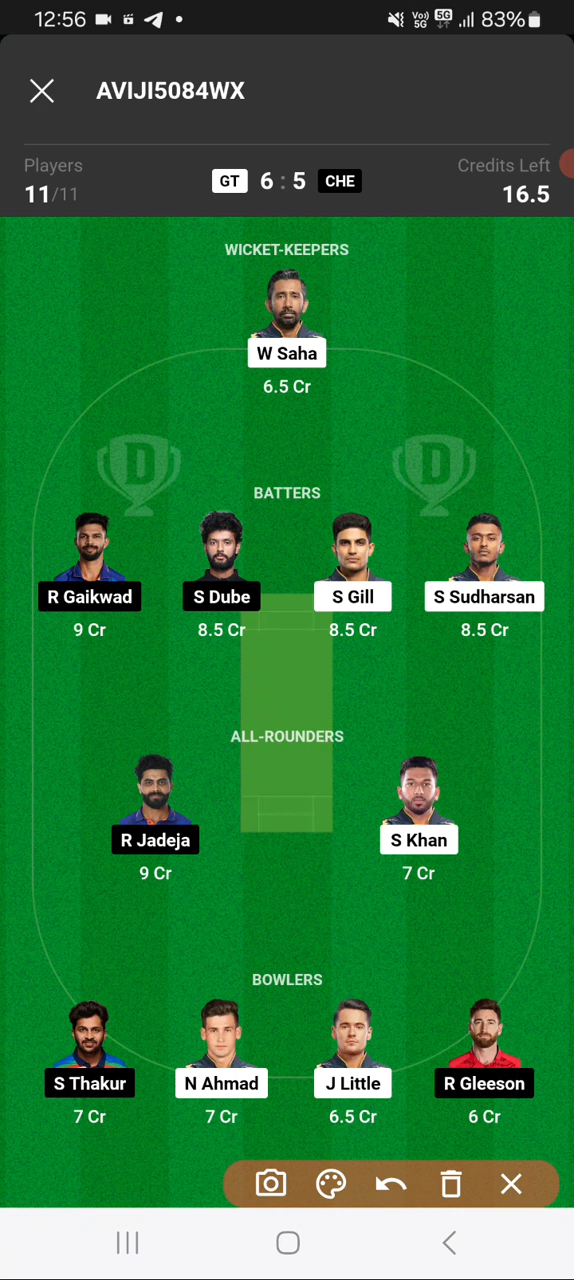 12:56 Vo) 5G 5G 83%
AVIJI5084WX
Players Credits Left
11/11 GT 6 : 5 CHE 16.5
WICKET-KEEPERS
W Saha
6.5 Cr
D D
BATTERS
R Gaikwad S Dube S Gill S Sudharsan
9 Cr 8.5 Cr 8.5 Cr 8.5 Cr
ALL-ROUNDERS
R Jadeja S Khan
9 Cr 7 Cr
BOWLERS
S Thakur N Ahmad J Little R Gleeson
7 Cr 7 Cr 6.5 Cr 6 Cr